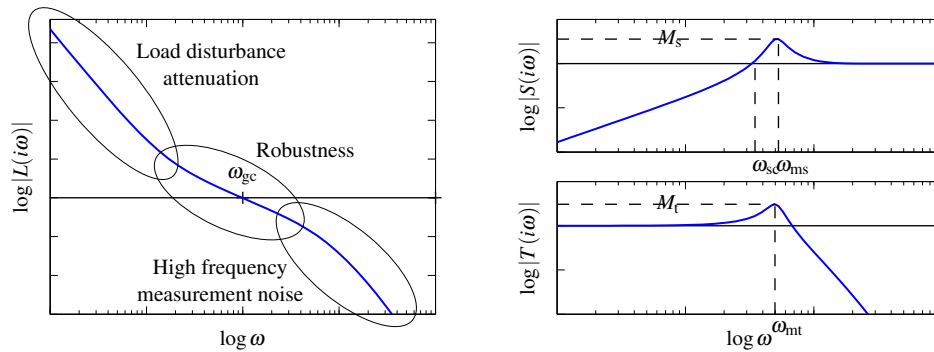 Load disturbance
attenuation
Robustness
ω_gc
High frequency
measurement noise
log |L(iω)|
log ω
M_s
log |S(iω)|
ω_sc ω_ms
M_t
log |T(iω)|
log ω
ω_mt